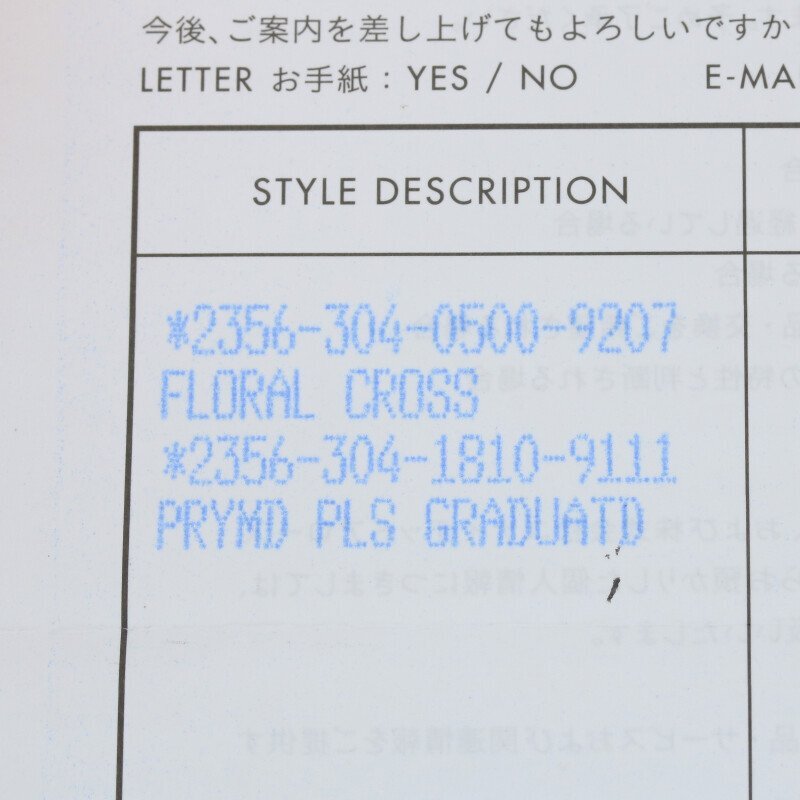 今後、ご案内を差し上げてもよろしいですか
LETTER お手紙 : YES / NO E-MA
STYLE DESCRIPTION
*2356-304-0500-9207
FLORAL CROSS
*2356-304-1810-9111
PRYMD PLS GRADUATD